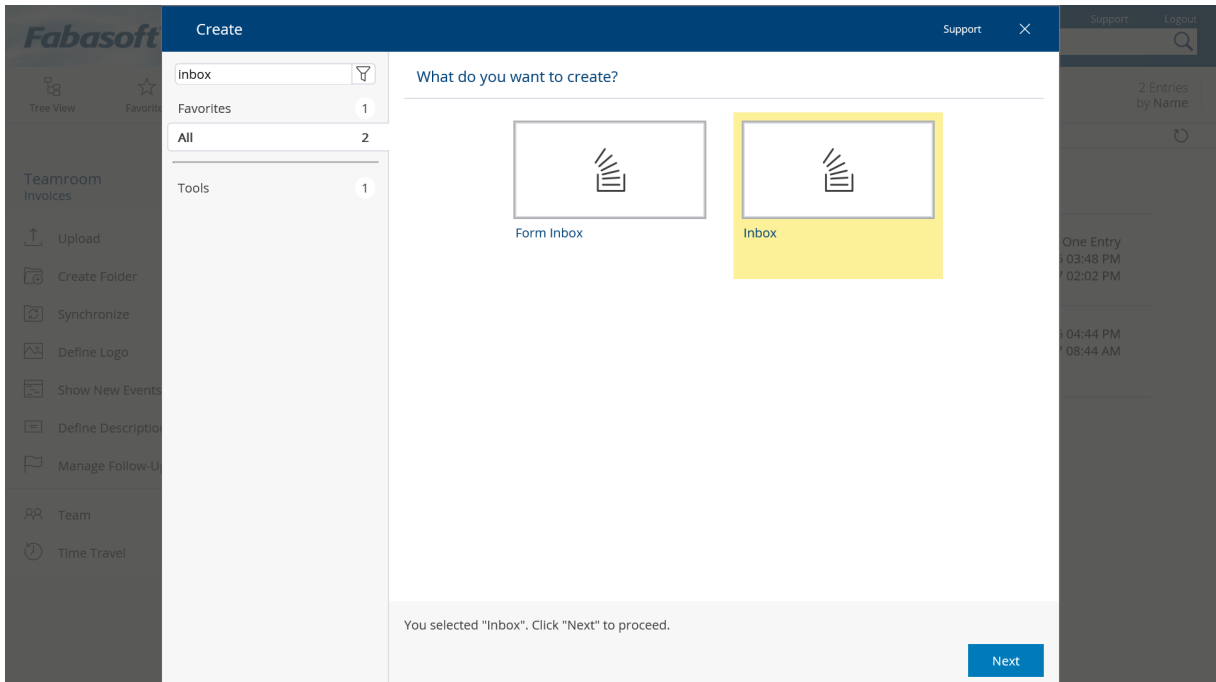 Fabasoft
Create
Support
Support
Logout
inbox
What do you want to create?
Tree View
Favorites
1
2 Entries
by Name
All
2
Tools
1
Teamroom
Invoices
Form Inbox
Inbox
Upload
Create Folder
Synchronize
Define Logo
Show New Events
Define Description
Manage Follow-U
Team
Time Travel
One Entry
03:48 PM
02:02 PM
04:44 PM
08:44 AM
You selected "Inbox". Click "Next" to proceed.
Next